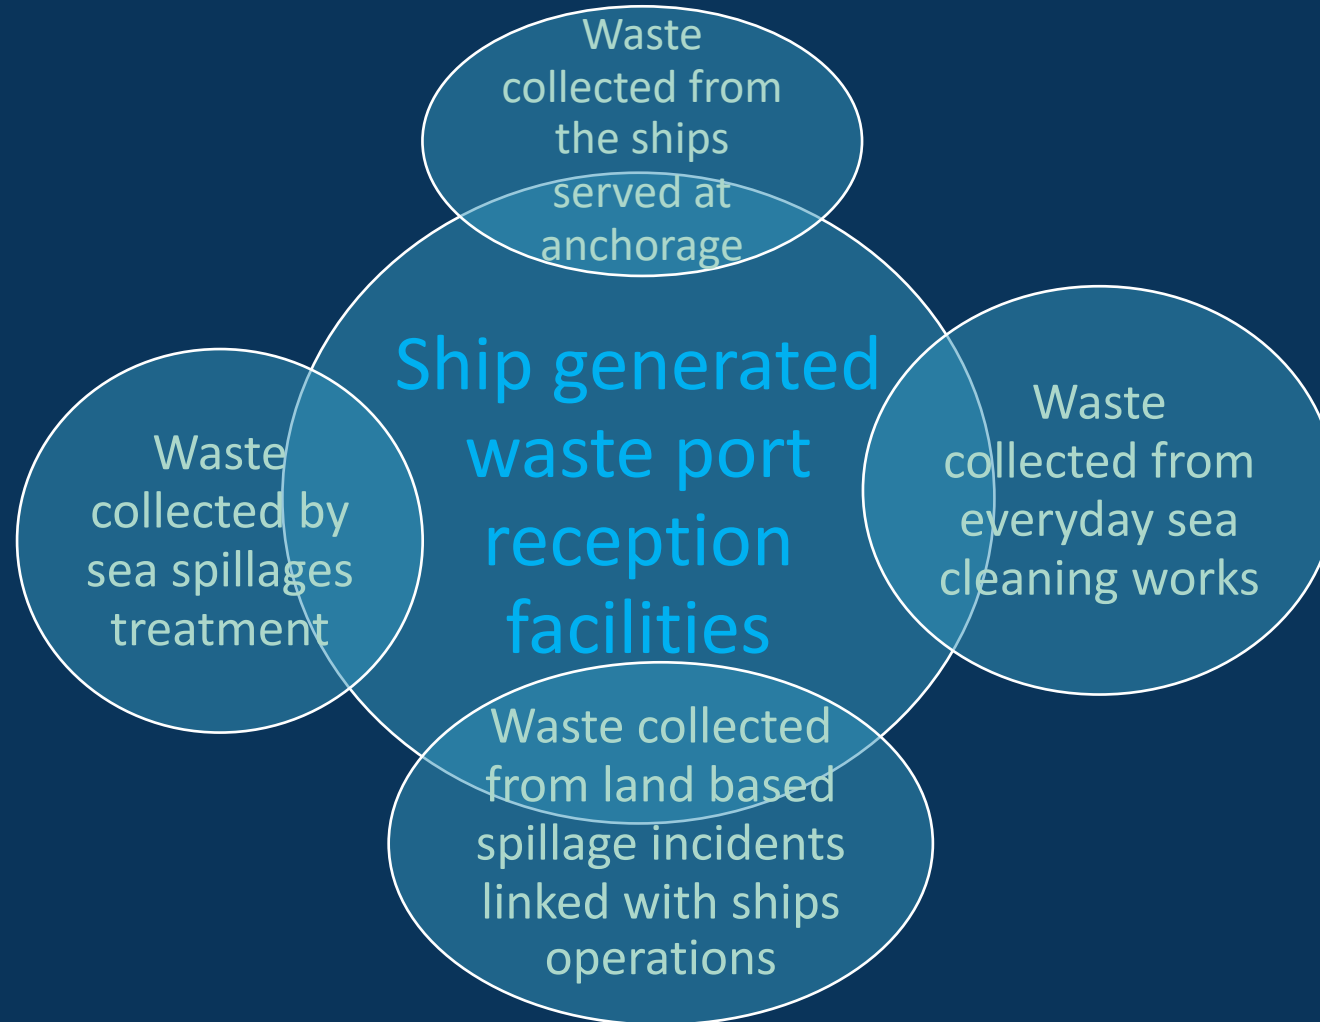 Waste
collected from
the ships
served at
anchorage
Ship generated
waste port
reception
facilities
Waste
collected by
sea spillages
treatment
Waste
collected from
everyday sea
cleaning works
Waste collected
from land based
spillage incidents
linked with ships
operations